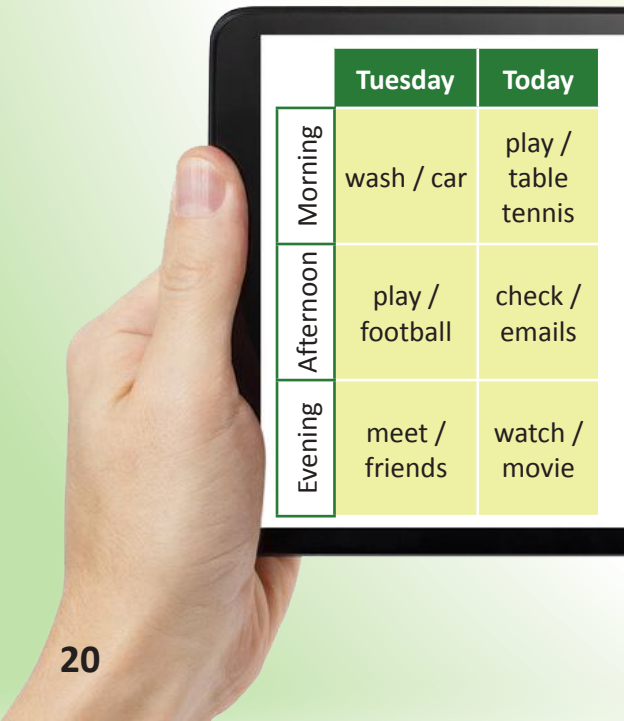 Tuesday Today
Morning
wash / car
play /
table
tennis
Afternoon
play /
football
check /
emails
Evening
meet /
friends
watch /
movie
20